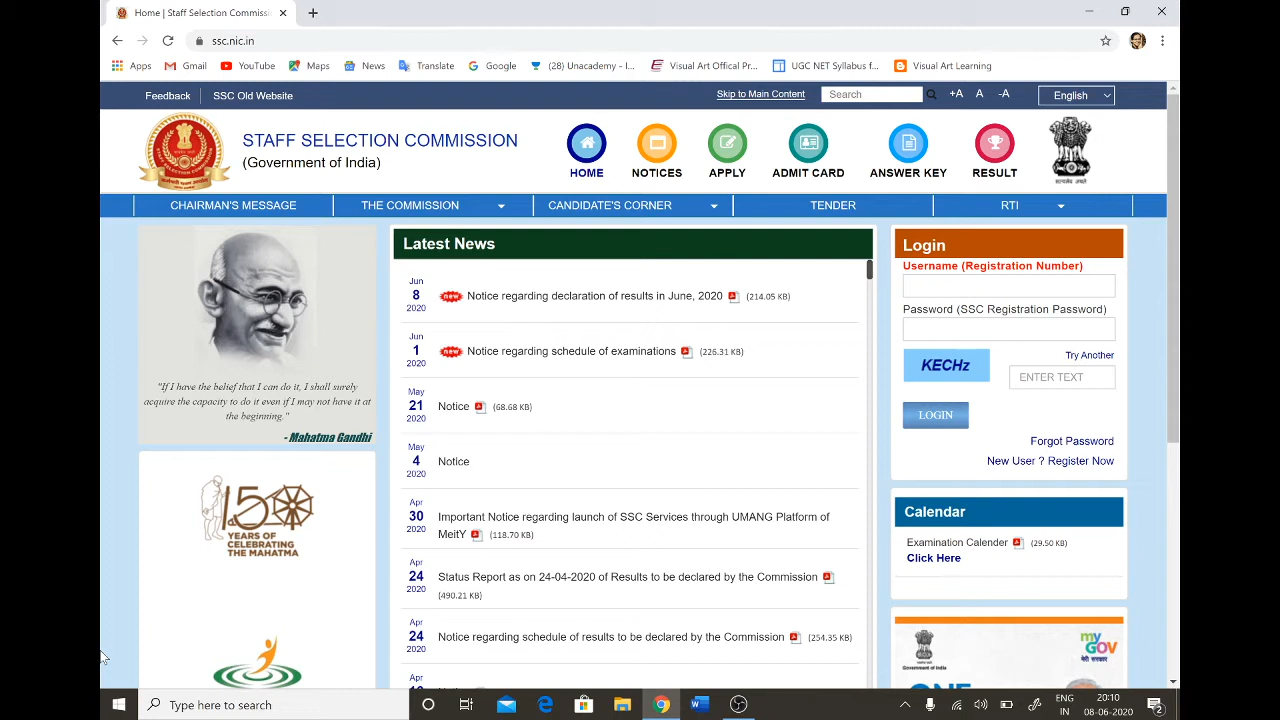 Home | Staff Selection Commissi
ssc.nic.in
Apps
Gmail
YouTube
Maps
News
Translate
Google
(28) Unacademy - I...
Visual Art Offical Pr...
UGC NET Syllabus f...
Visual Art Learning
Feedback
SSC Old Website
Skip to Main Content
Search
+A
A
-A
English
STAFF SELECTION COMMISSION
(Government of India)
HOME
NOTICES
APPLY
ADMIT CARD
ANSWER KEY
RESULT
सत्यमेव जयते
CHAIRMAN'S MESSAGE
THE COMMISSION
CANDIDATE'S CORNER
TENDER
RTI
"If I have the belief that I can do it, I shall surely
acquire the capacity to do it even if I may not have it at
the beginning."
- Mahatma Gandhi
150
YEARS OF
CELEBRATING
THE MAHATMA
Latest News
Jun
8
2020
Notice regarding declaration of results in June, 2020 (214.05 KB)
new
Jun
1
2020
Notice regarding schedule of examinations (226.31 KB)
new
May
21
2020
Notice (68.68 KB)
May
4
2020
Notice
Apr
30
2020
Important Notice regarding launch of SSC Services through UMANG Platform of
MeitY (118.70 KB)
Apr
24
2020
Status Report as on 24-04-2020 of Results to be declared by the Commission
(490.21 KB)
Apr
24
2020
Notice regarding schedule of results to be declared by the Commission (254.35 KB)
Login
Username (Registration Number)
Password (SSC Registration Password)
KECHz
Try Another
ENTER TEXT
LOGIN
Forgot Password
New User ? Register Now
Calendar
Examination Calender (29.50 KB)
Click Here
Government of India
my
GOV
मेरी सरकार
Type here to search
ENG
IN
20:10
08-06-2020
2